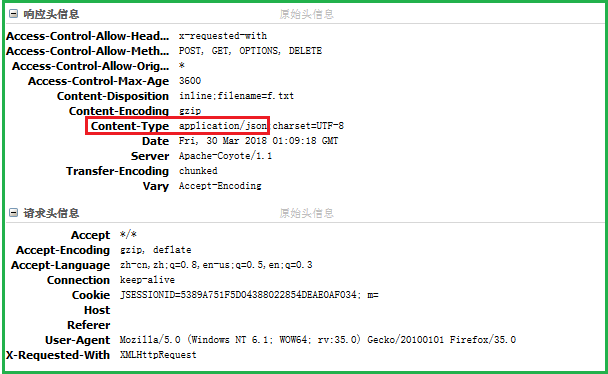 响应头信息 原始头信息
Access-Control-Allow-Head... x-requested-with
Access-Control-Allow-Meth... POST, GET, OPTIONS, DELETE
Access-Control-Allow-Orig... *
Access-Control-Max-Age 3600
Content-Disposition inline;filename=f.txt
Content-Encoding gzip
Content-Type application/json;charset=UTF-8
Date Fri, 30 Mar 2018 01:09:18 GMT
Server Apache-Coyote/1.1
Transfer-Encoding chunked
Vary Accept-Encoding
请求头信息 原始头信息
Accept */*
Accept-Encoding gzip, deflate
Accept-Language zh-cn,zh;q=0.8,en-us;q=0.5,en;q=0.3
Connection keep-alive
Cookie JSESSIONID=5389A751F5D04388022854DEAE0AF034; m=
Host
Referer
User-Agent Mozilla/5.0 (Windows NT 6.1; WOW64; rv:35.0) Gecko/20100101 Firefox/35.0
X-Requested-With XMLHttpRequest